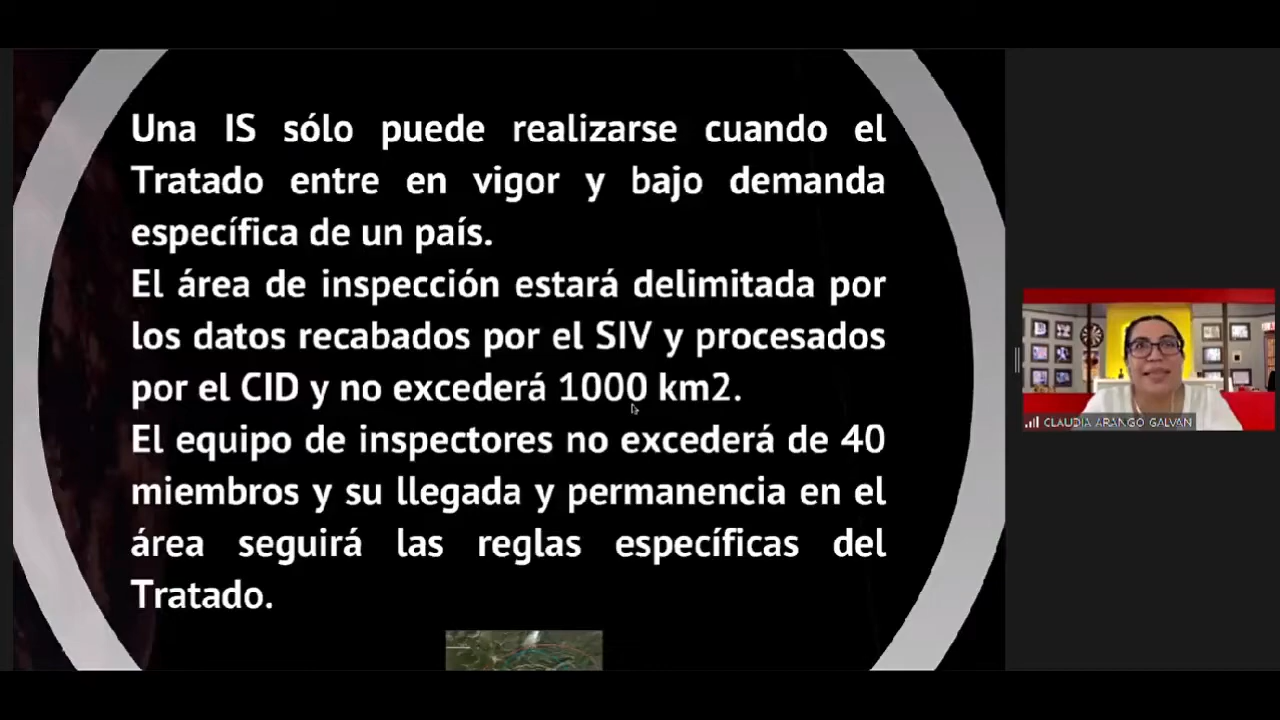 Una IS sólo puede realizarse cuando el
Tratado entre en vigor y bajo demanda
específica de un país.
El área de inspección estará delimitada por
los datos recabados por el SIV y procesados
por el CID y no excederá 1000 km2.
El equipo de inspectores no excederá de 40
miembros y su llegada y permanencia en el
área seguirá las reglas específicas del
Tratado.
CLAUDIA ARANGO GALVAN